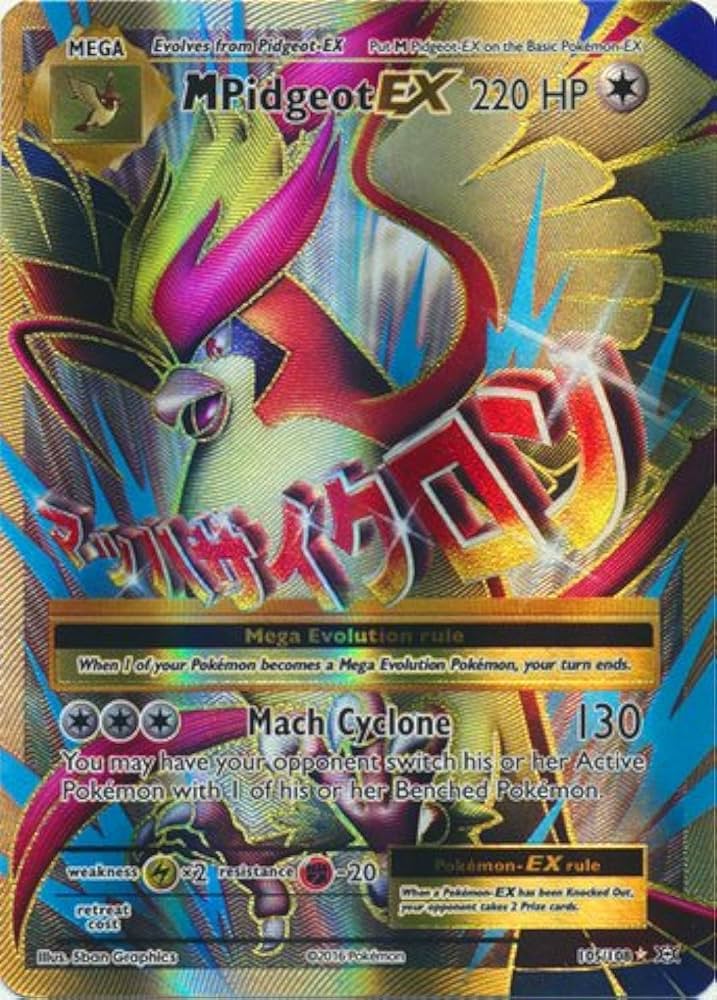 MEGA
Evolves from Pidgeot-EX
Put M Pidgeot-EX on the Basic Pokémon-EX
MPidgeotEX 220 HP
マッハサイクロン
Mega Evolution rule
When 1 of your Pokémon becomes a Mega Evolution Pokémon, your turn ends.
Mach Cyclone 130
You may have your opponent switch his or her Active
Pokémon with 1 of his or her Benched Pokémon.
weakness ×2 resistance -20
retreat
cost
Pokémon-EX rule
When a Pokémon-EX has been Knocked Out,
your opponent takes 2 Prize cards.
Illus. 5ban Graphics
©2016 Pokémon
105/108